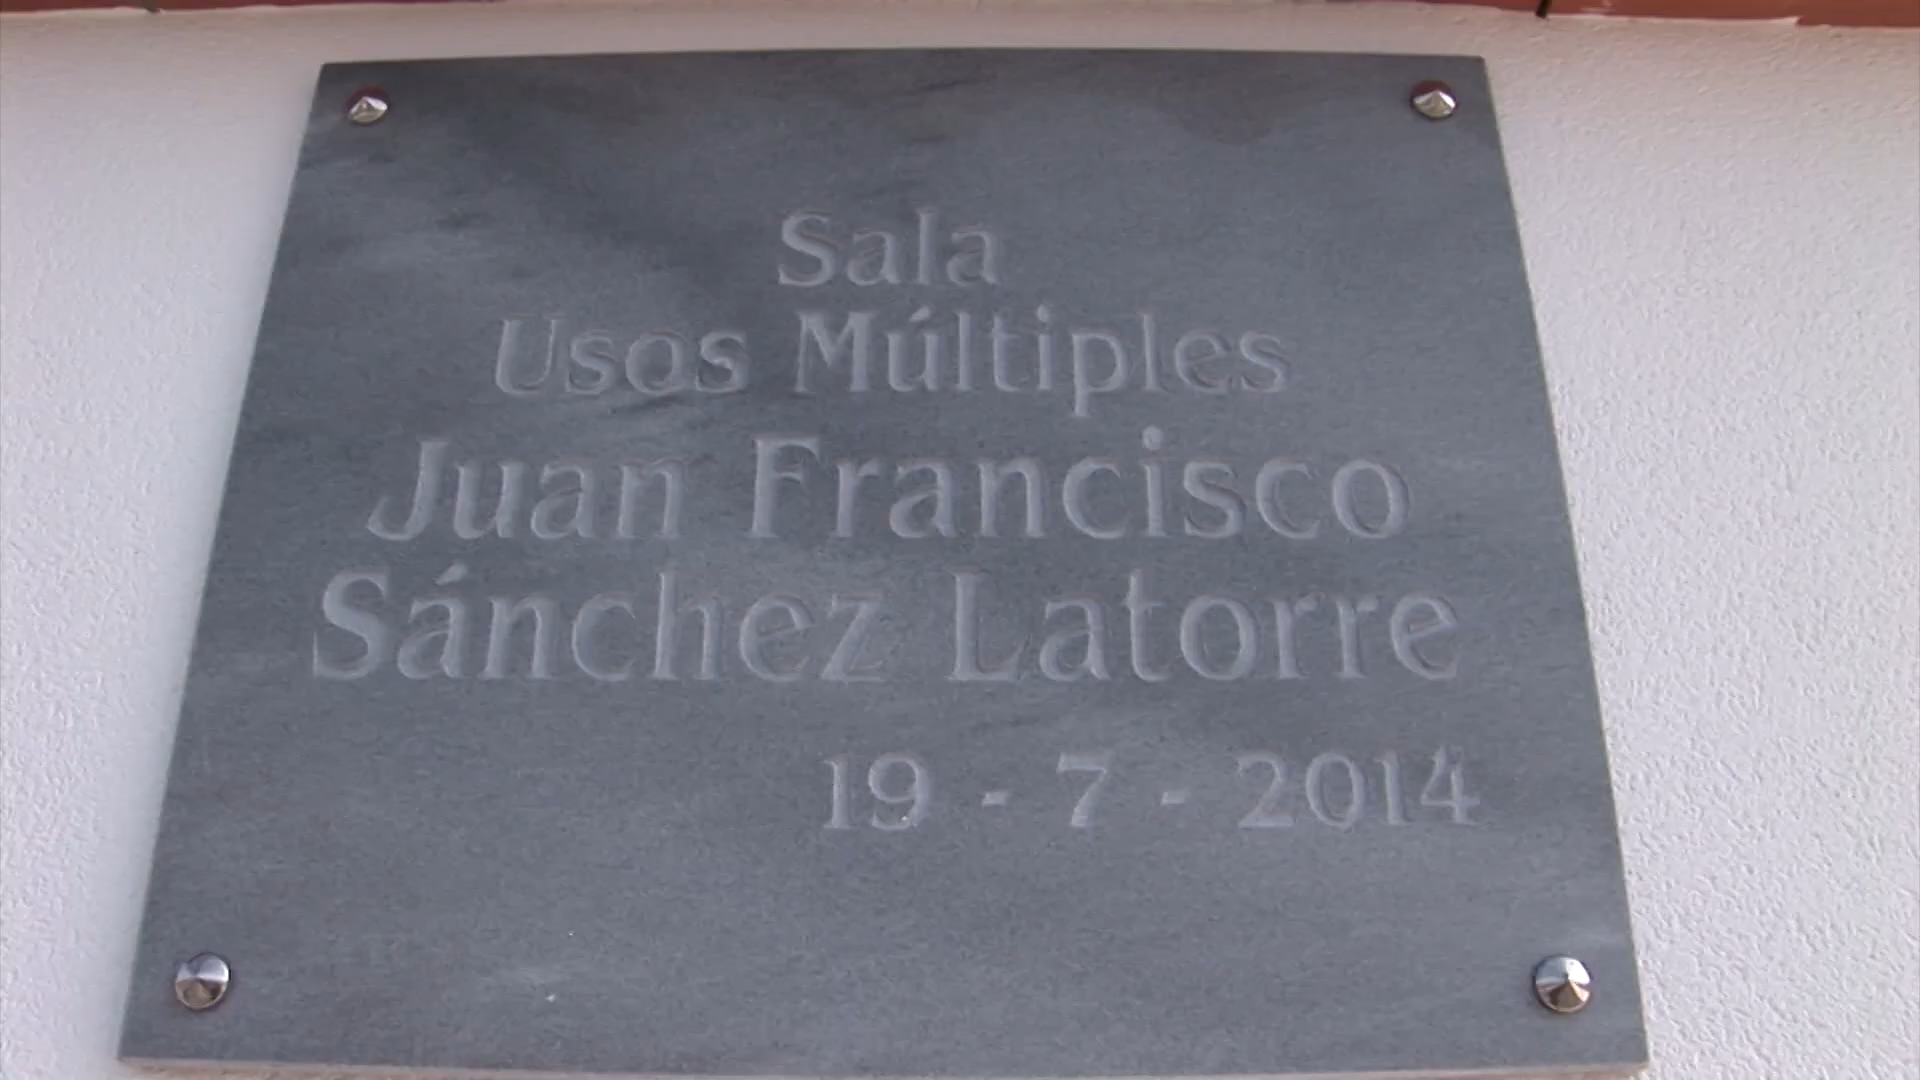 Sala
Usos Múltiples
Juan Francisco
Sánchez Latorre
19 - 7 - 2014